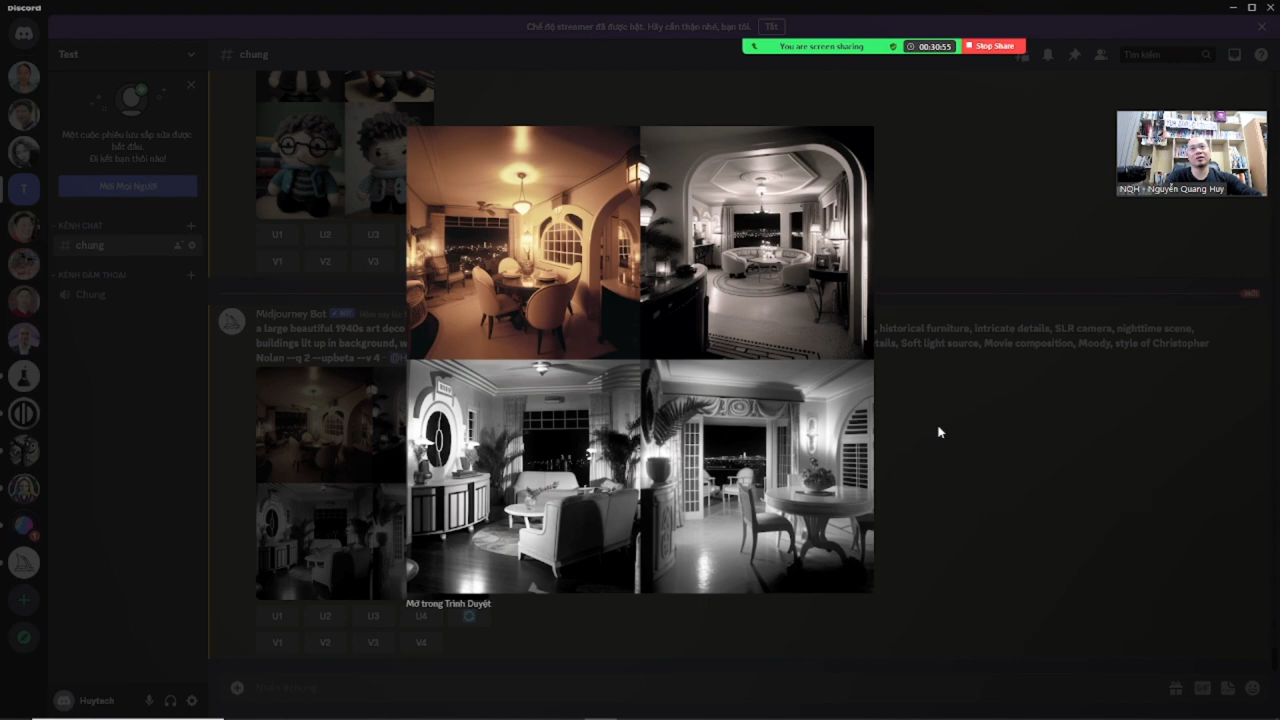 Discord
Chế độ streamer đã được bật. Hãy cẩn thận nhé, bạn tôi. Tắt
You are screen sharing 00:30:55 Stop Share
Test
chung
Tìm kiếm
Một cuộc phiêu lưu sắp sửa được
bắt đầu.
Đi kết bạn thôi nào!
Mời Mọi Người
T
KÊNH CHAT
chung
KÊNH ĐÀM THOẠI
Chung
NQH - Nguyễn Quang Huy
U1 U2 U3
V1 V2 V3
MỚI
Midjourney Bot BOT
a large beautiful 1940s art deco , historical furniture, intricate details, SLR camera, nighttime scene,
buildings lit up in background, tails, Soft light source, Movie composition, Moody, style of Christopher
Nolan --q 2 --upbeta --v 4 - @H
Mở trong Trình Duyệt
U1 U2 U3 U4
V1 V2 V3 V4
Huytech
GIF